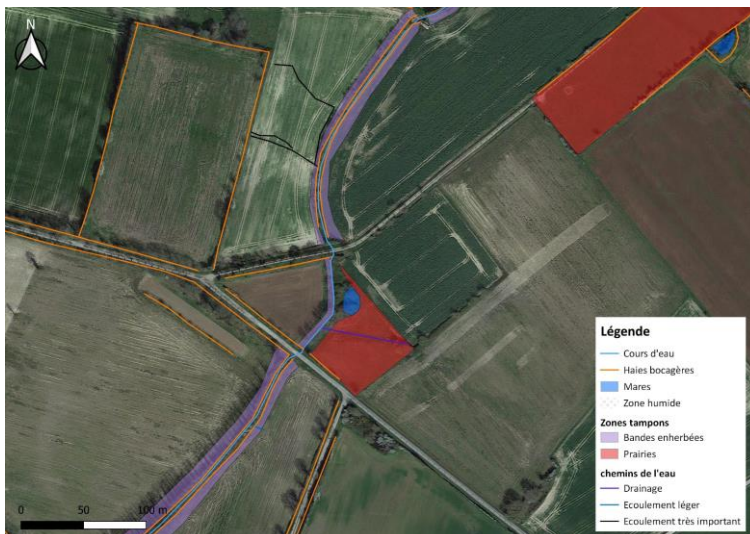 N
Légende
Cours d'eau
Haies bocagères
Mares
Zone humide
Zones tampons
Bandes enherbées
Prairies
chemins de l'eau
Drainage
Ecoulement léger
Ecoulement très important
0 50 100 m